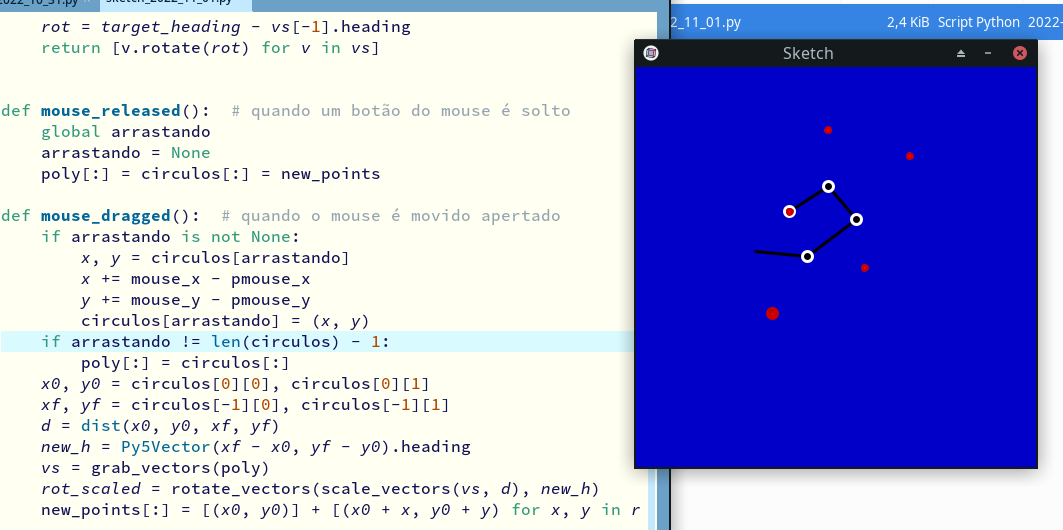 sketch_2022_11_01.py
2_11_01.py 2,4 KiB Script Python 2022-
Sketch
rot = target_heading - vs[-1].heading
return [v.rotate(rot) for v in vs]
def mouse_released():  # quando um botão do mouse é solto
global arrastando
arrastando = None
poly[:] = circulos[:] = new_points
def mouse_dragged():  # quando o mouse é movido apertado
if arrastando is not None:
x, y = circulos[arrastando]
x += mouse_x - pmouse_x
y += mouse_y - pmouse_y
circulos[arrastando] = (x, y)
if arrastando != len(circulos) - 1:
poly[:] = circulos[:]
x0, y0 = circulos[0][0], circulos[0][1]
xf, yf = circulos[-1][0], circulos[-1][1]
d = dist(x0, y0, xf, yf)
new_h = Py5Vector(xf - x0, yf - y0).heading
vs = grab_vectors(poly)
rot_scaled = rotate_vectors(scale_vectors(vs, d), new_h)
new_points[:] = [(x0, y0)] + [(x0 + x, y0 + y) for x, y in r